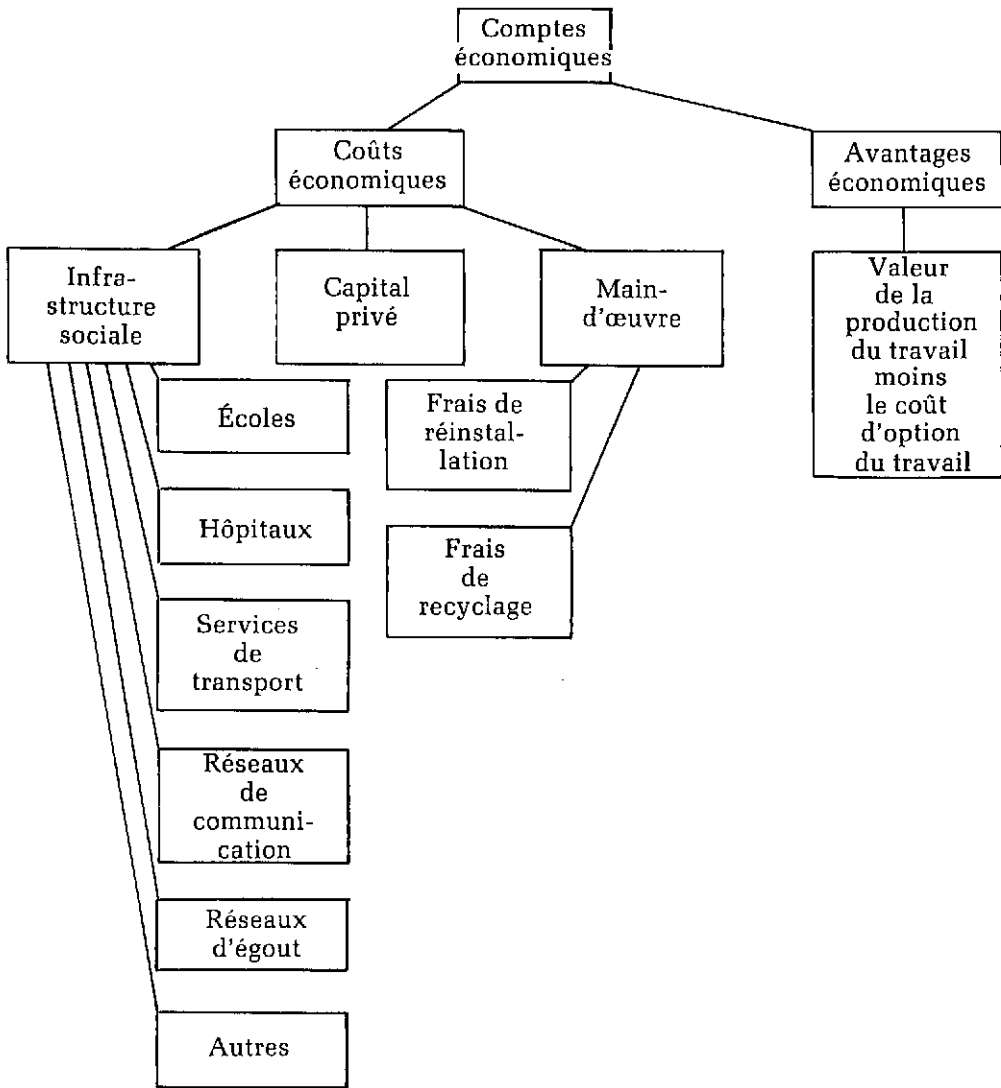 Comptes
économiques
Coûts
économiques
Avantages
économiques
Infra-
structure
sociale
Capital
privé
Main-
d'œuvre
Valeur
de la
production
du travail
moins
le coût
d'option
du travail
Écoles
Frais de
réinstal-
lation
Hôpitaux
Frais
de
recyclage
Services
de
transport
Réseaux
de
communi-
cation
Réseaux
d'égout
Autres